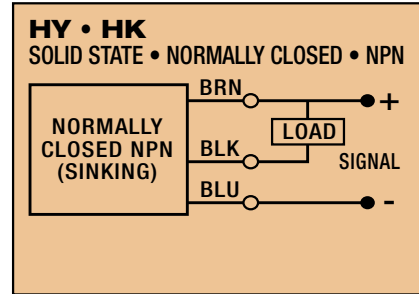 HY • HK
SOLID STATE • NORMALLY CLOSED • NPN
BRN
+
LOAD
NORMALLY
CLOSED NPN
(SINKING)
BLK
SIGNAL
BLU
-